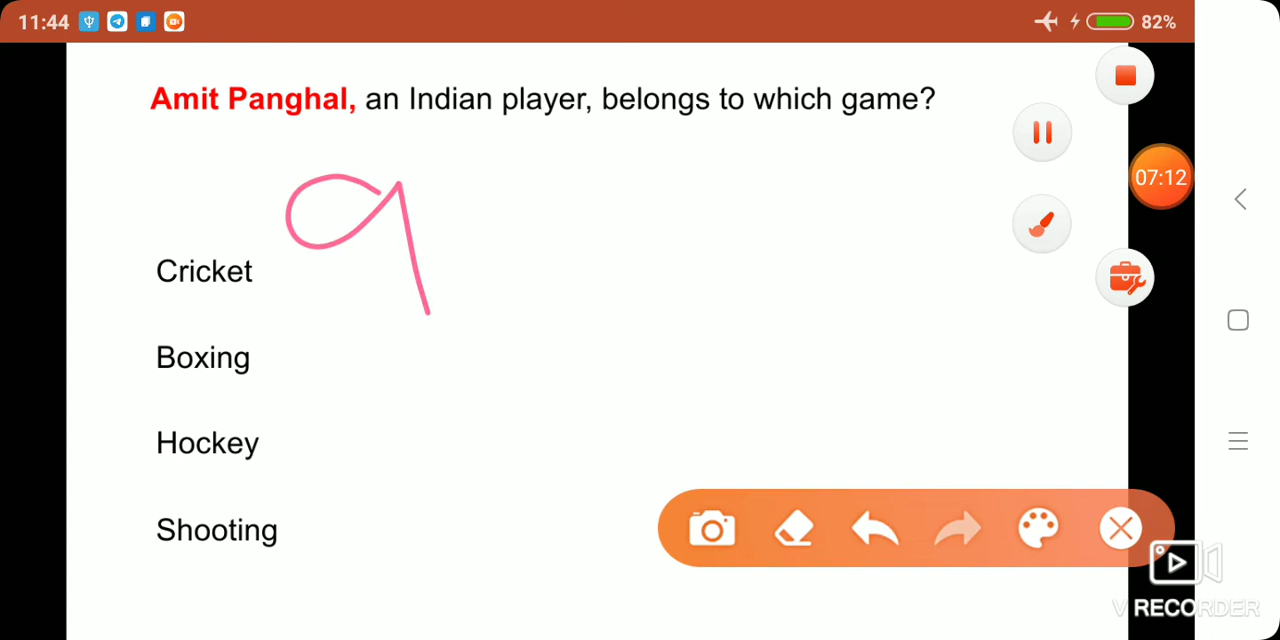 11:44 82%
Amit Panghal, an Indian player, belongs to which game?
9
07:12
Cricket
Boxing
Hockey
Shooting
V RECORDER